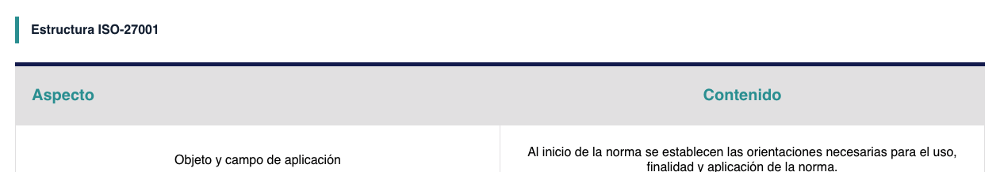 Estructura ISO-27001
Aspecto
Contenido
Objeto y campo de aplicación
Al inicio de la norma se establecen las orientaciones necesarias para el uso,
finalidad y aplicación de la norma.